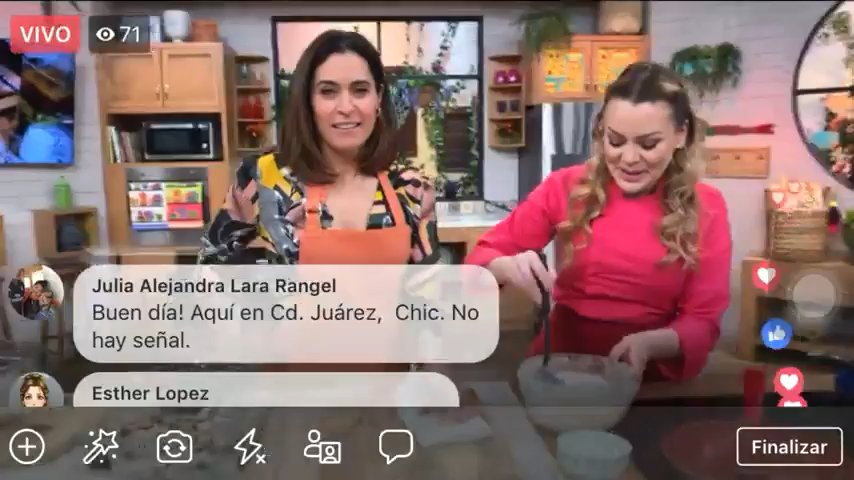 VIVO 71
Julia Alejandra Lara Rangel
Buen día! Aquí en Cd. Juárez, Chic. No
hay señal.
Esther Lopez
Finalizar